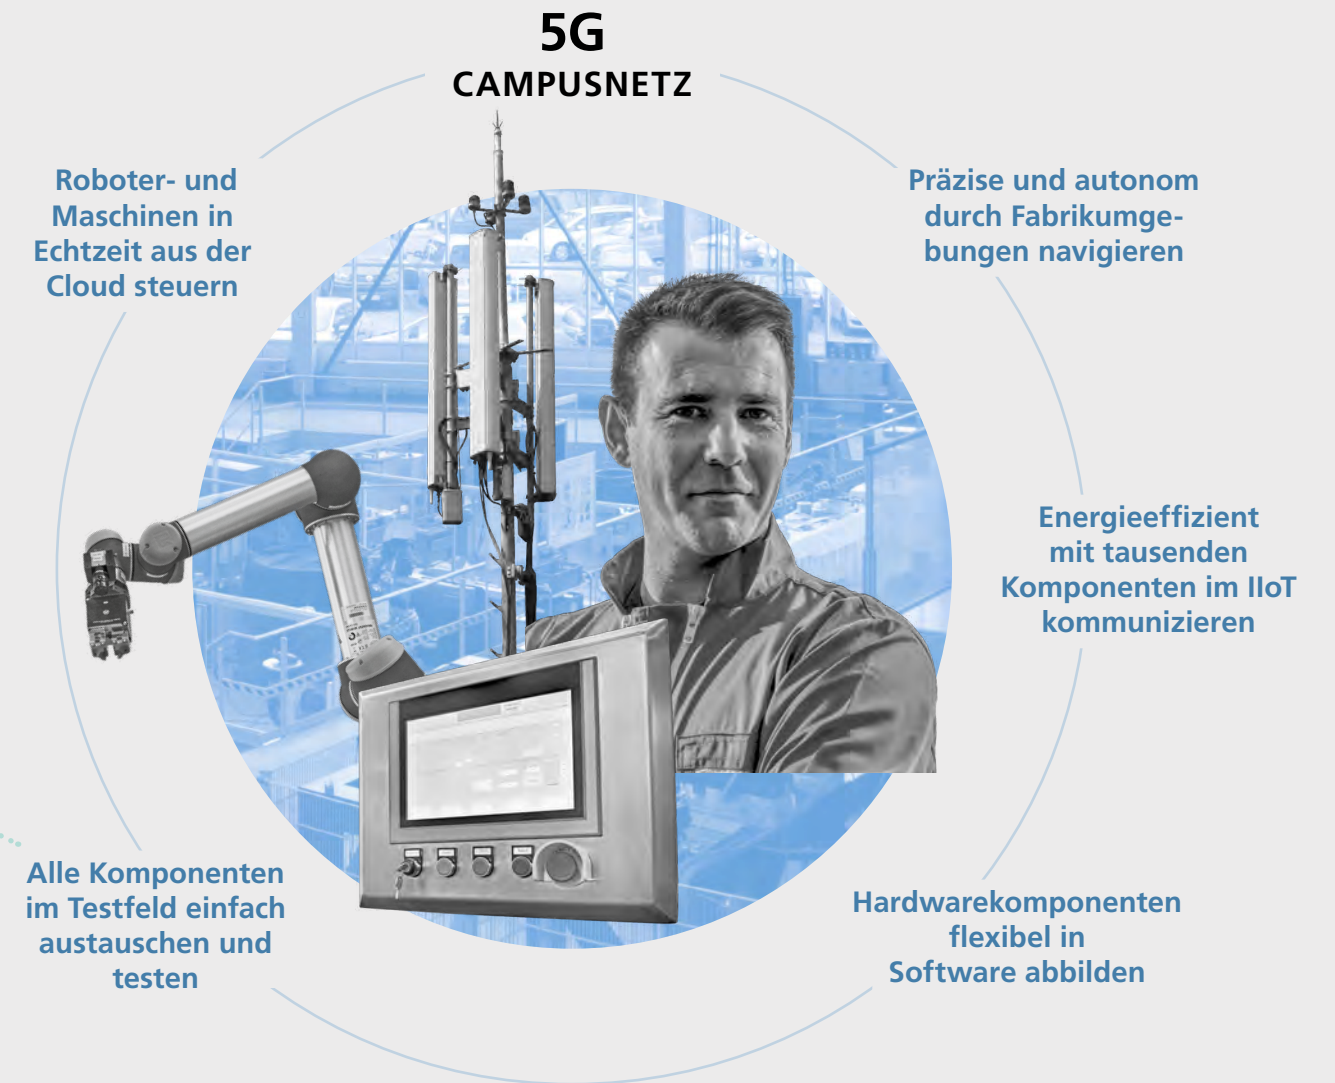 5G
CAMPUSNETZ
Roboter- und
Maschinen in
Echtzeit aus der
Cloud steuern
Präzise und autonom
durch Fabrikumge-
bungen navigieren
Energieeffizient
mit tausenden
Komponenten im IIoT
kommunizieren
Hardwarekomponenten
flexibel in
Software abbilden
Alle Komponenten
im Testfeld einfach
austauschen und
testen